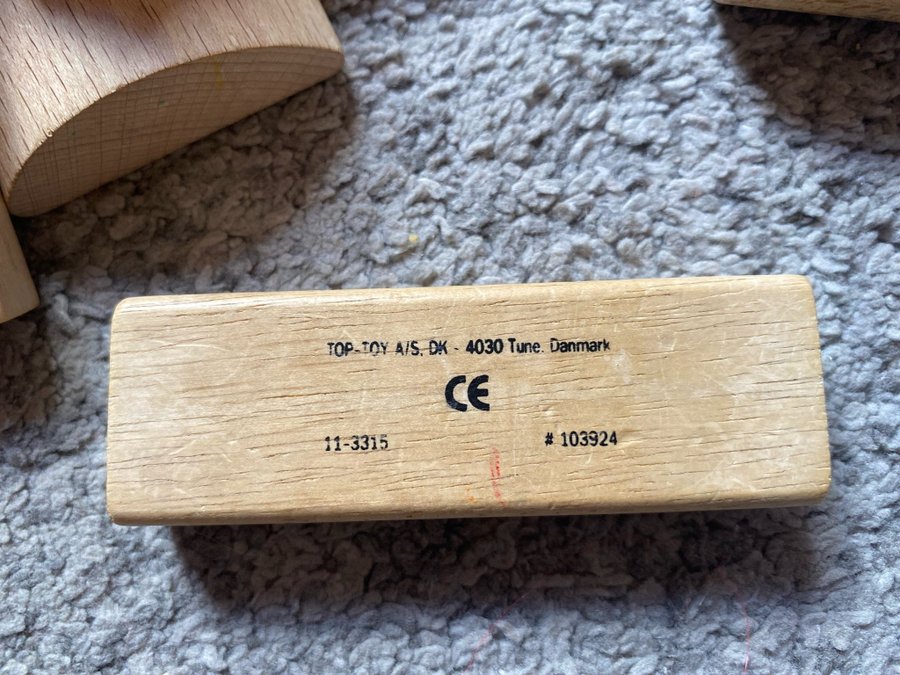 TOP-TOY A/S, DK - 4030 Tune. Danmark
CE
11-3315 # 103924